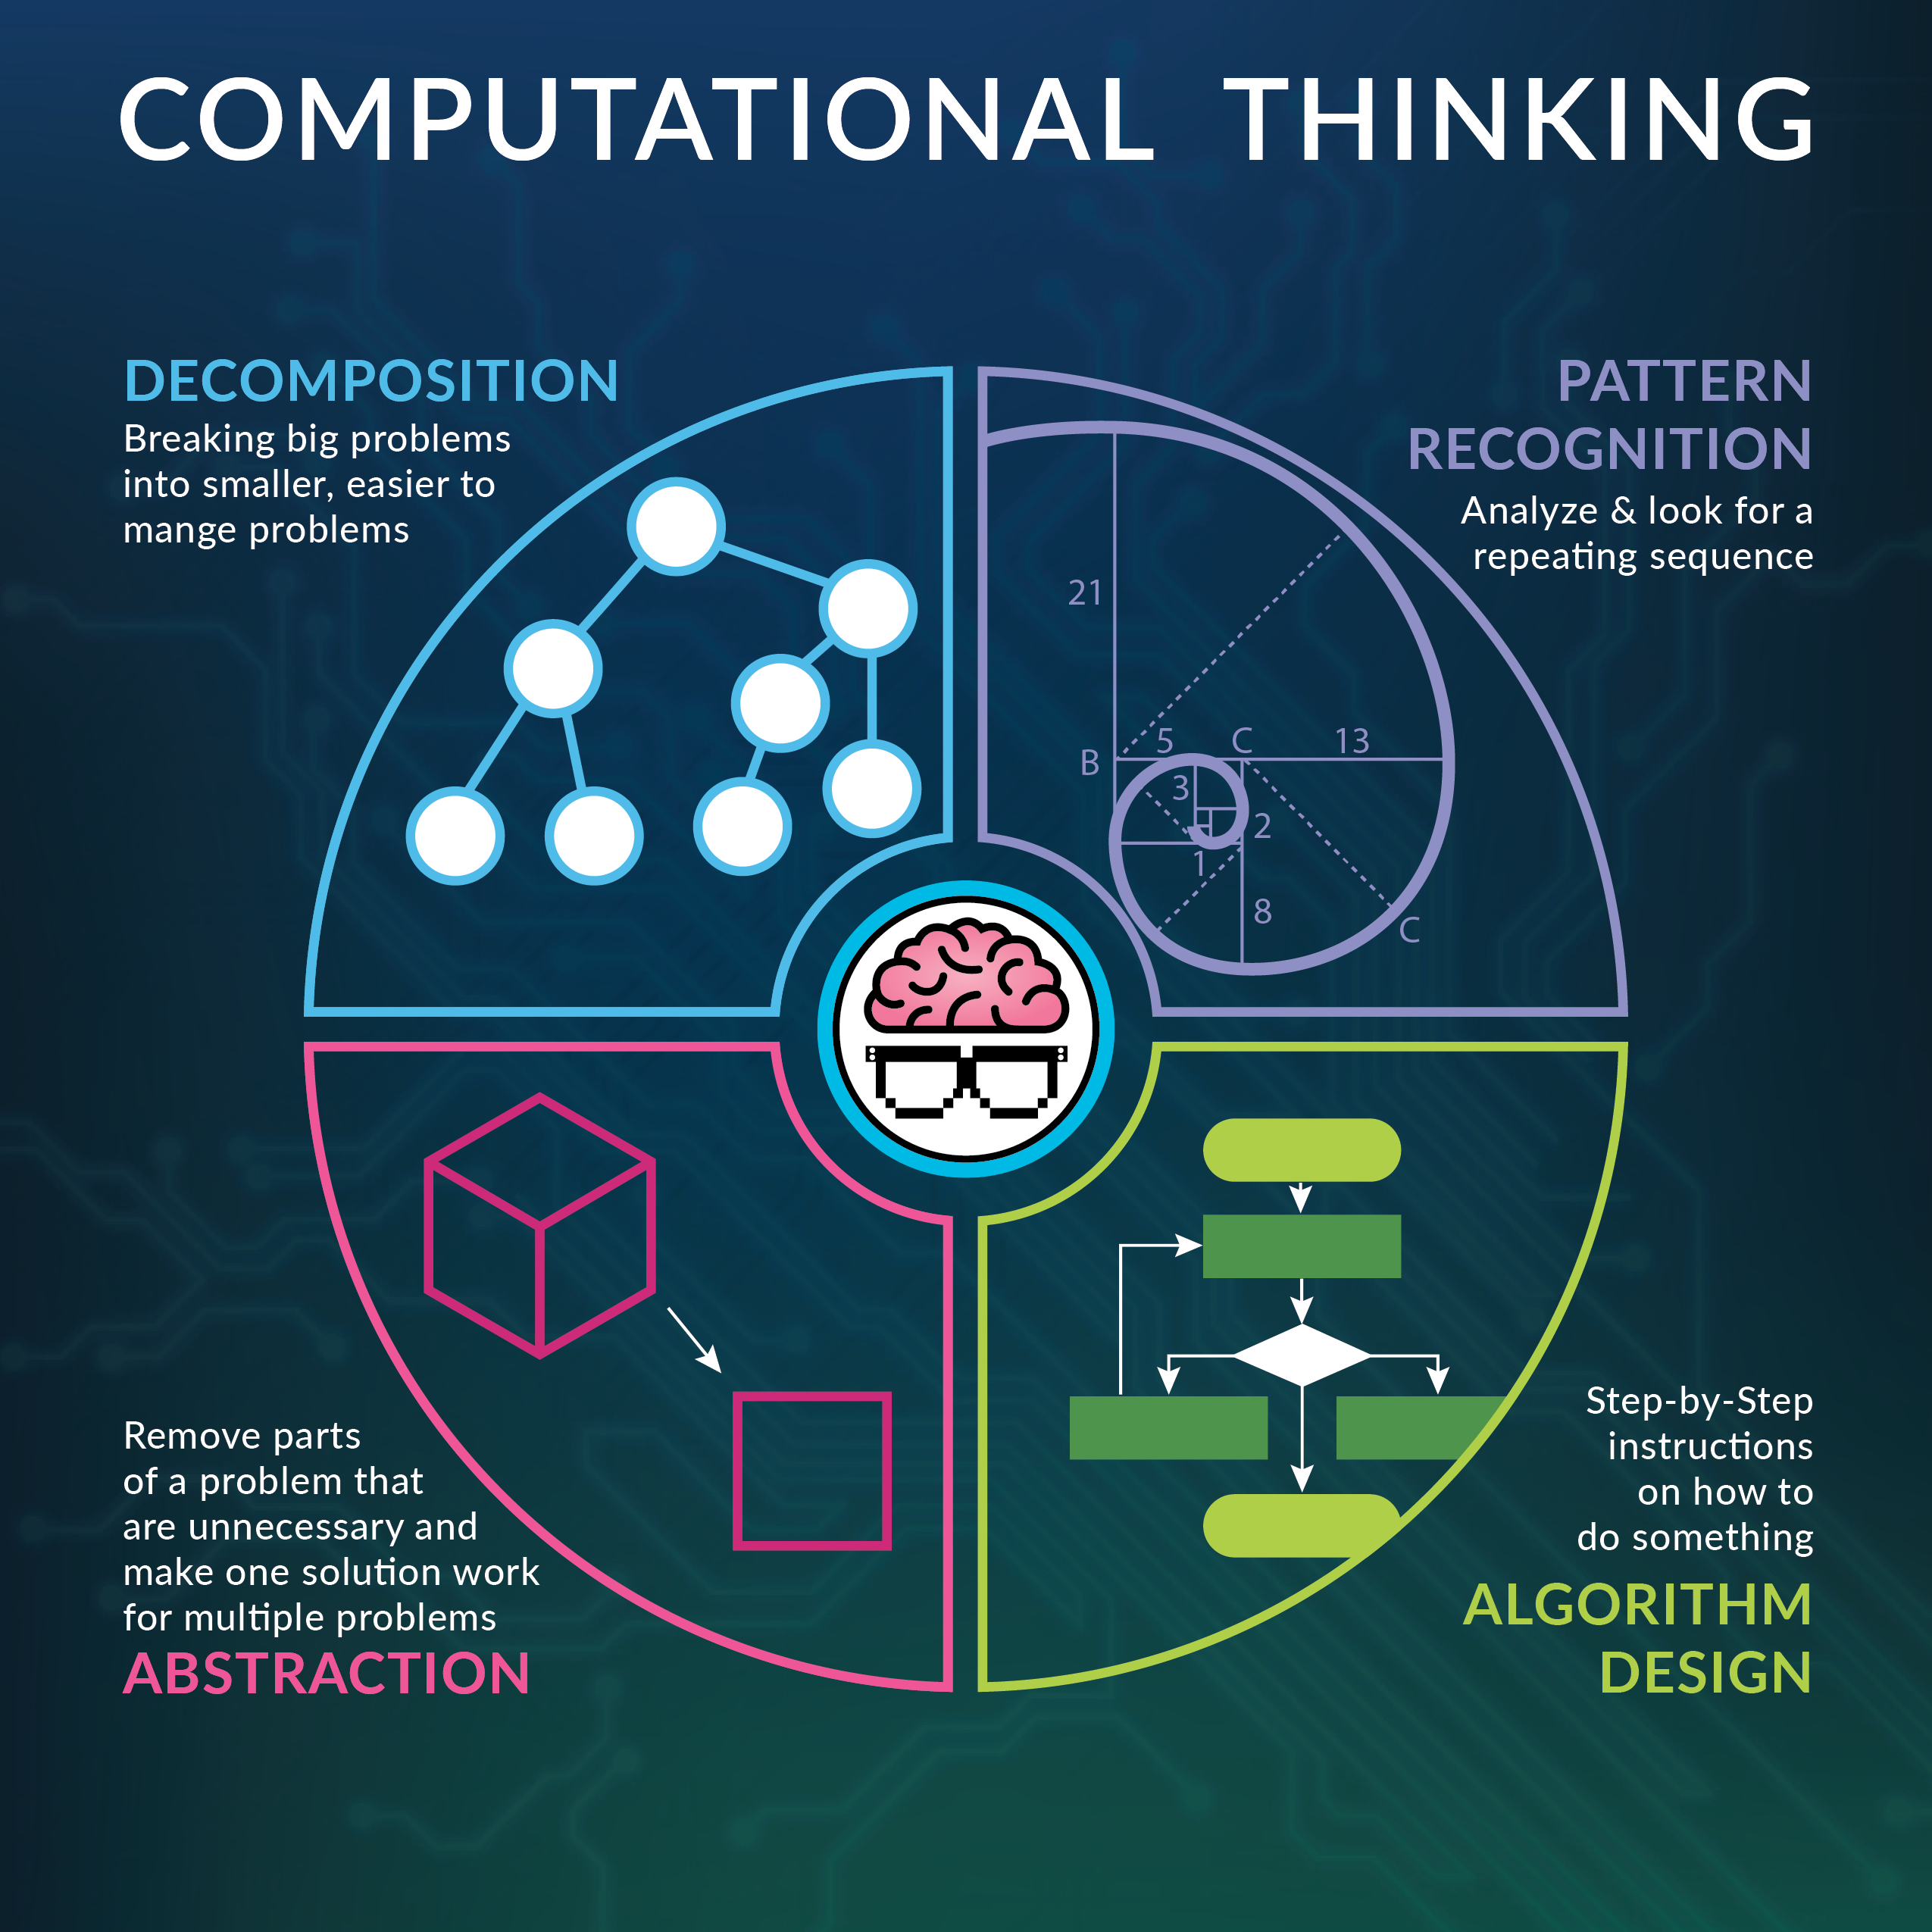 COMPUTATIONAL THINKING
DECOMPOSITION
Breaking big problems
into smaller, easier to
mange problems
PATTERN
RECOGNITION
Analyze & look for a
repeating sequence
21
5
C
13
B
3
2
1
8
C
Remove parts
of a problem that
are unnecessary and
make one solution work
for multiple problems
ABSTRACTION
Step-by-Step
instructions
on how to
do something
ALGORITHM
DESIGN